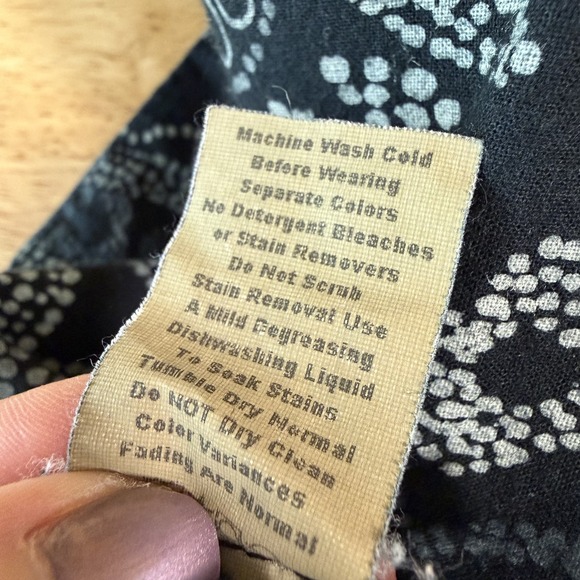 Machine Wash Cold
Before Wearing
Separate Colors
No Detergent Bleaches
or Stain Removers
Do Not Scrub
Stain Removal Use
A Mild Degreasing
Dishwashing Liquid
To Soak Stains
Tumble Dry Normal
Do NOT Dry Clean
Color Variances
Fading Are Normal